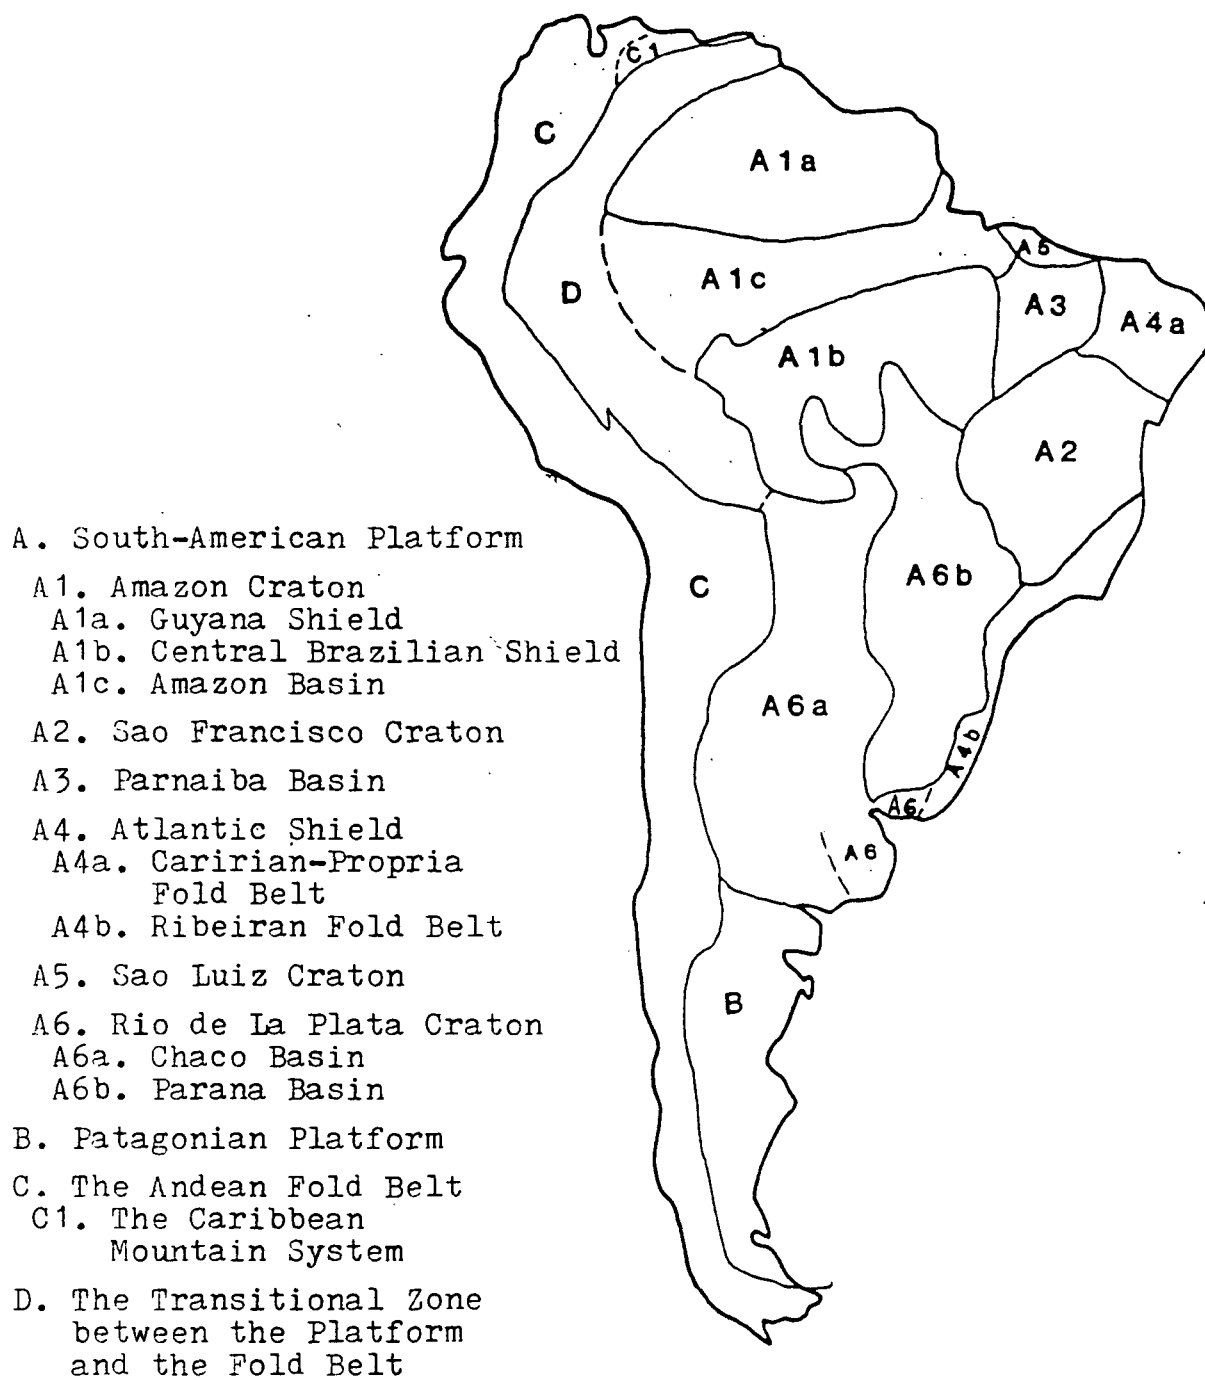 C1
C
A1a
A5
A1c
D
A3
A4a
A1b
A2
A6b
C
A6a
A4b
A6
A6
B
A. South-American Platform
A1. Amazon Craton
A1a. Guyana Shield
A1b. Central Brazilian Shield
A1c. Amazon Basin
A2. Sao Francisco Craton
A3. Parnaiba Basin
A4. Atlantic Shield
A4a. Caririan-Propria
Fold Belt
A4b. Ribeiran Fold Belt
A5. Sao Luiz Craton
A6. Rio de La Plata Craton
A6a. Chaco Basin
A6b. Parana Basin
B. Patagonian Platform
C. The Andean Fold Belt
C1. The Caribbean
Mountain System
D. The Transitional Zone
between the Platform
and the Fold Belt